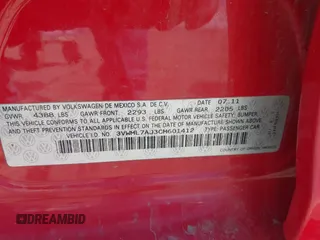 MANUFACTURED BY VOLKSWAGEN DE MEXICO S.A. DE C.V. DATE 07.11
GVWR 4388 LBS GAWR FRONT 2293 LBS GAWR REAR 2205 LBS
THIS VEHICLE CONFORMS TO ALL APPLICABLE FEDERAL MOTOR VEHICLE SAFETY, BUMPER,
AND THEFT PREVENTION STANDARDS IN EFFECT ON THE DATE OF MANUFACTURE SHOWN ABOVE
VEHICLE IDENT. NO.: 3VWML7AJ3CM601412 TYPE: PASSENGER CAR
DREAMBID